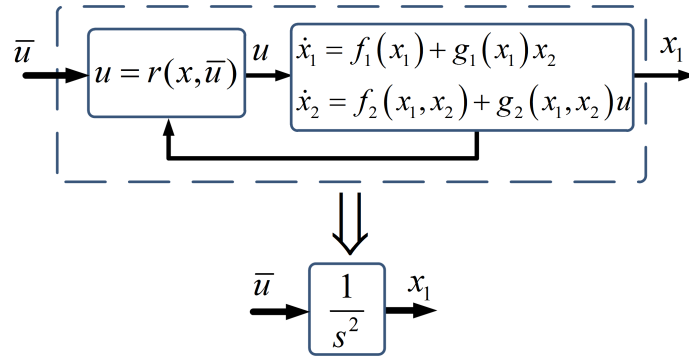 ū u = r(x, ū) u ẋ₁ = f₁(x₁) + g₁(x₁)x₂ x₁
ẋ₂ = f₂(x₁, x₂) + g₂(x₁, x₂)u
ū 1/s² x₁